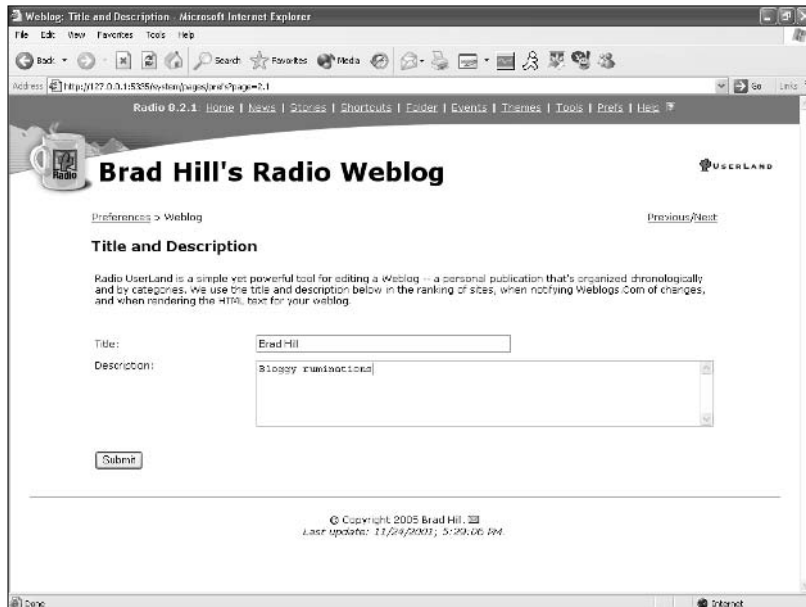 Weblog: Title and Description - Microsoft Internet Explorer
File Edit View Favorites Tools Help
Back Search Favorites Media
Address http://127.0.0.1:5335/system/pages/prefs?page=2.1 Go Links
Radio 8.2.1: Home | News | Stories | Shortcuts | Folder | Events | Themes | Tools | Prefs | Help
Radio
Brad Hill's Radio Weblog
USERLAND
Preferences > Weblog Previous/Next
Title and Description
Radio UserLand is a simple yet powerful tool for editing a Weblog -- a personal publication that's organized chronologically
and by categories. We use the title and description below in the ranking of sites, when notifying Weblogs.Com of changes,
and when rendering the HTML text for your weblog.
Title: Brad Hill
Description: Bloggy ruminations
Submit
© Copyright 2005 Brad Hill.
Last update: 11/24/2001; 5:29:06 PM.
Done Internet